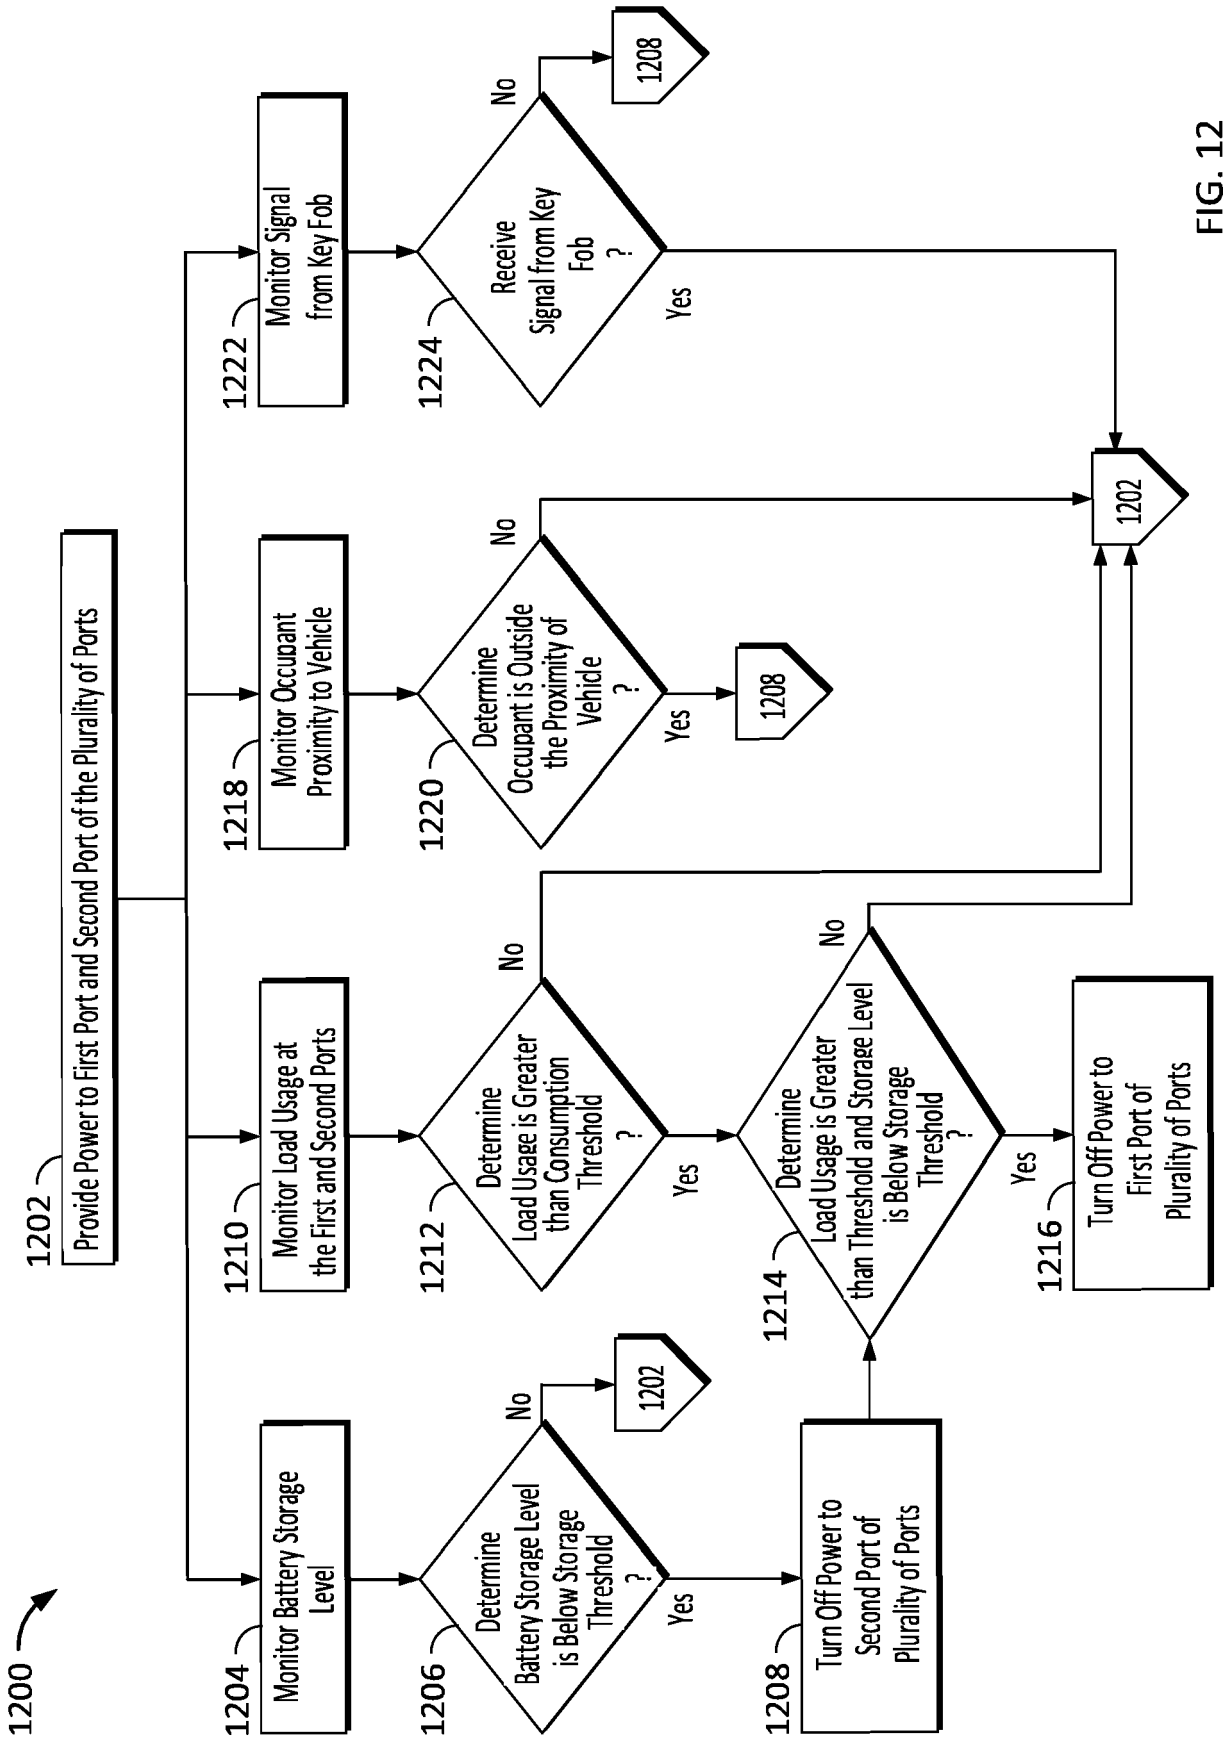 1200
1202
Provide Power to First Port and Second Port of the Plurality of Ports
1204
Monitor Battery Storage
Level
1210
Monitor Load Usage at
the First and Second Ports
1218
Monitor Occupant
Proximity to Vehicle
1222
Monitor Signal
from Key Fob
1206
Determine
Battery Storage Level
is Below Storage
Threshold
?
No
Yes
1202
1212
Determine
Load Usage is Greater
than Consumption
Threshold
?
No
Yes
1220
Determine
Occupant is Outside
the Proximity of
Vehicle
?
No
Yes
1208
1224
Receive
Signal from Key
Fob
?
No
Yes
1208
1208
Turn Off Power to
Second Port of
Plurality of Ports
1214
Determine
Load Usage is Greater
than Threshold and Storage Level
is Below Storage
Threshold
?
No
Yes
1216
Turn Off Power to
First Port of
Plurality of Ports
1202
FIG. 12